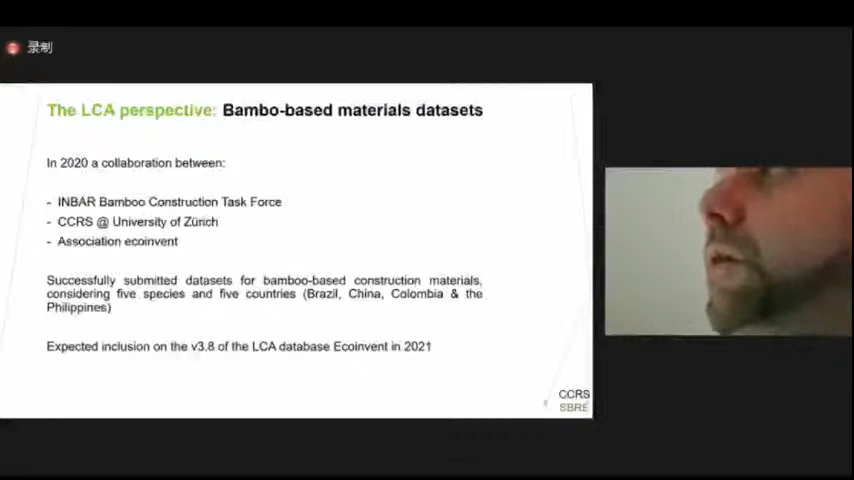 录制
The LCA perspective: Bambo-based materials datasets
In 2020 a collaboration between:
- INBAR Bamboo Construction Task Force
- CCRS @ University of Zürich
- Association ecoinvent
Successfully submitted datasets for bamboo-based construction materials,
considering five species and five countries (Brazil, China, Colombia & the
Philippines)
Expected inclusion on the v3.8 of the LCA database Ecoinvent in 2021
CCRS
SBRE